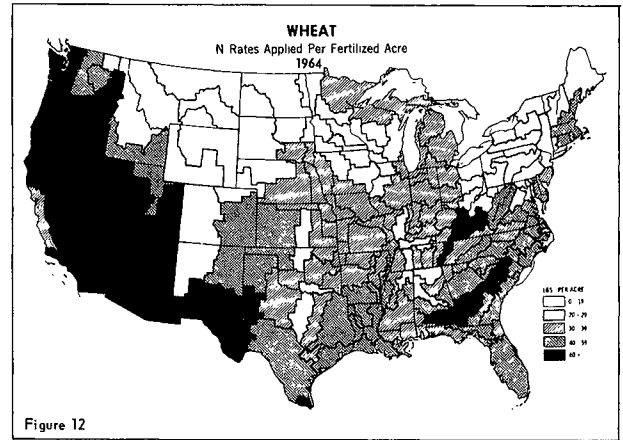 WHEAT
N Rates Applied Per Fertilized Acre
1964
LBS PER ACRE
0 - 19
20 - 29
30 - 39
40 - 59
60 +
Figure 12